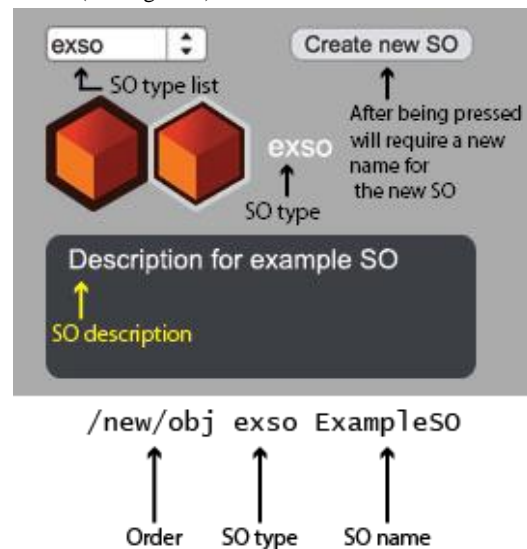 exso
Create new SO
SO type list
After being pressed
will require a new
name for
the new SO
exso
SO type
Description for example SO
SO description
/new/obj exso ExampleSO
Order SO type SO name